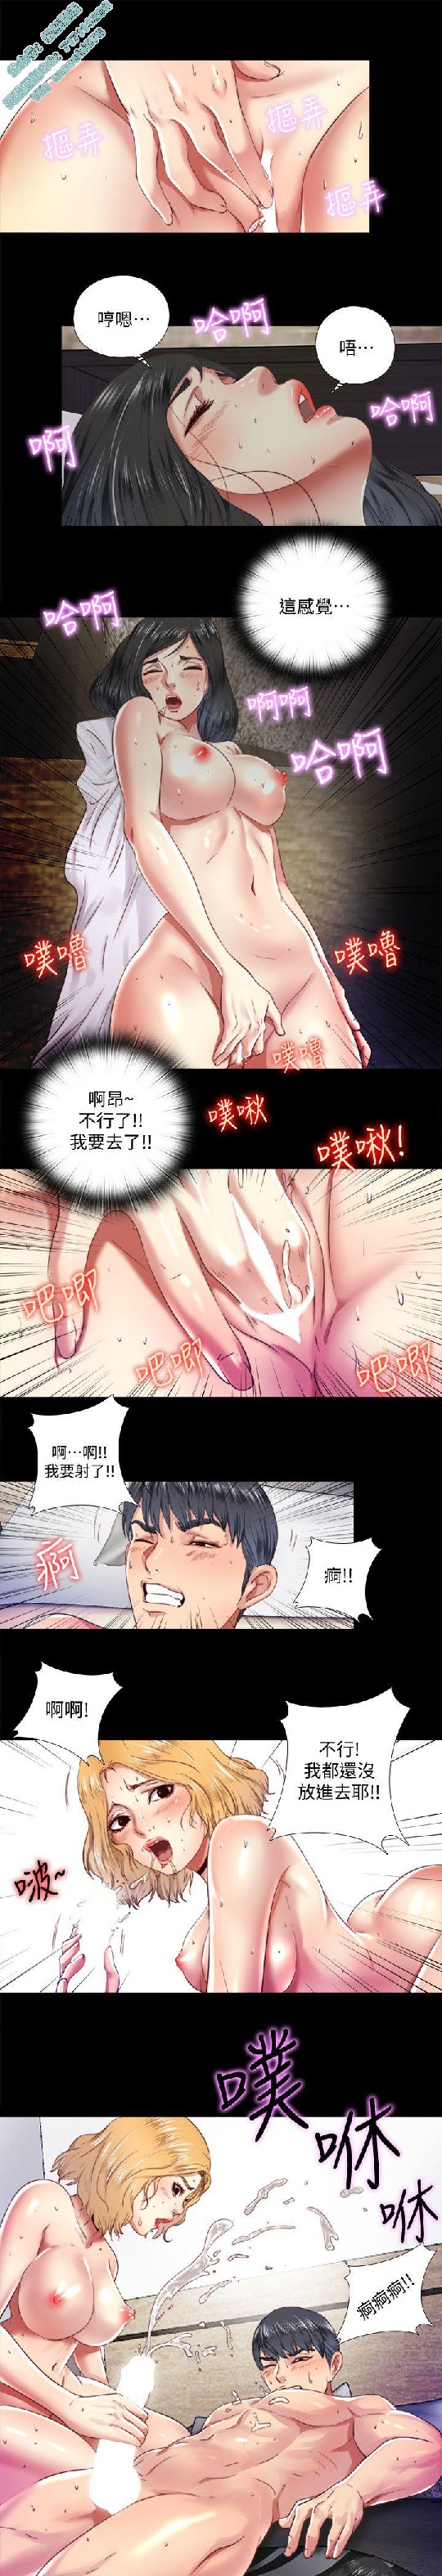 摳弄
摳弄
摳弄
哼嗯⋯
哈啊
唔⋯
哈啊
啊
這感覺⋯
哈啊
啊啊
哈啊
噗嚕
噗嚕
噗嚕
啊昂~
不行了!!
我要去了!!
噗啾
噗啾!
吧唧
吧唧
吧唧
啊⋯啊!!
我要射了!!
痾
痾!!
啊啊!
不行!
我都還沒
放進去耶!!
啵~
噗
咻
咻
痾痾痾!!